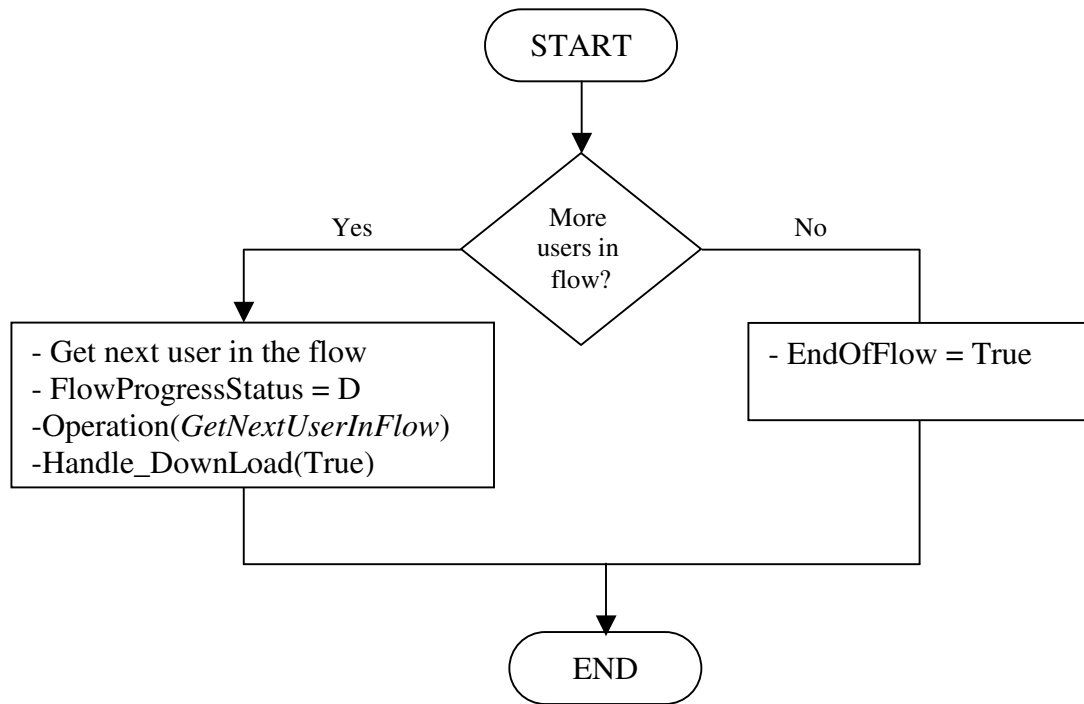 START
More
users in
flow?
Yes
No
- Get next user in the flow
- FlowProgressStatus = D
-Operation(GetNextUserInFlow)
-Handle_DownLoad(True)
- EndOfFlow = True
END